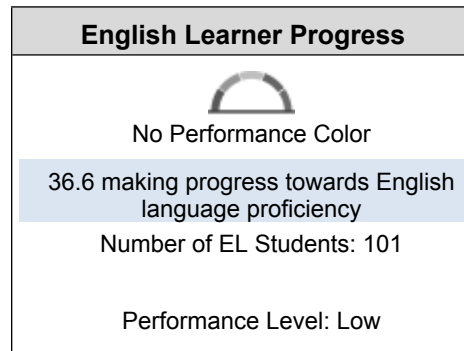 English Learner Progress
No Performance Color
36.6 making progress towards English
language proficiency
Number of EL Students: 101
Performance Level: Low